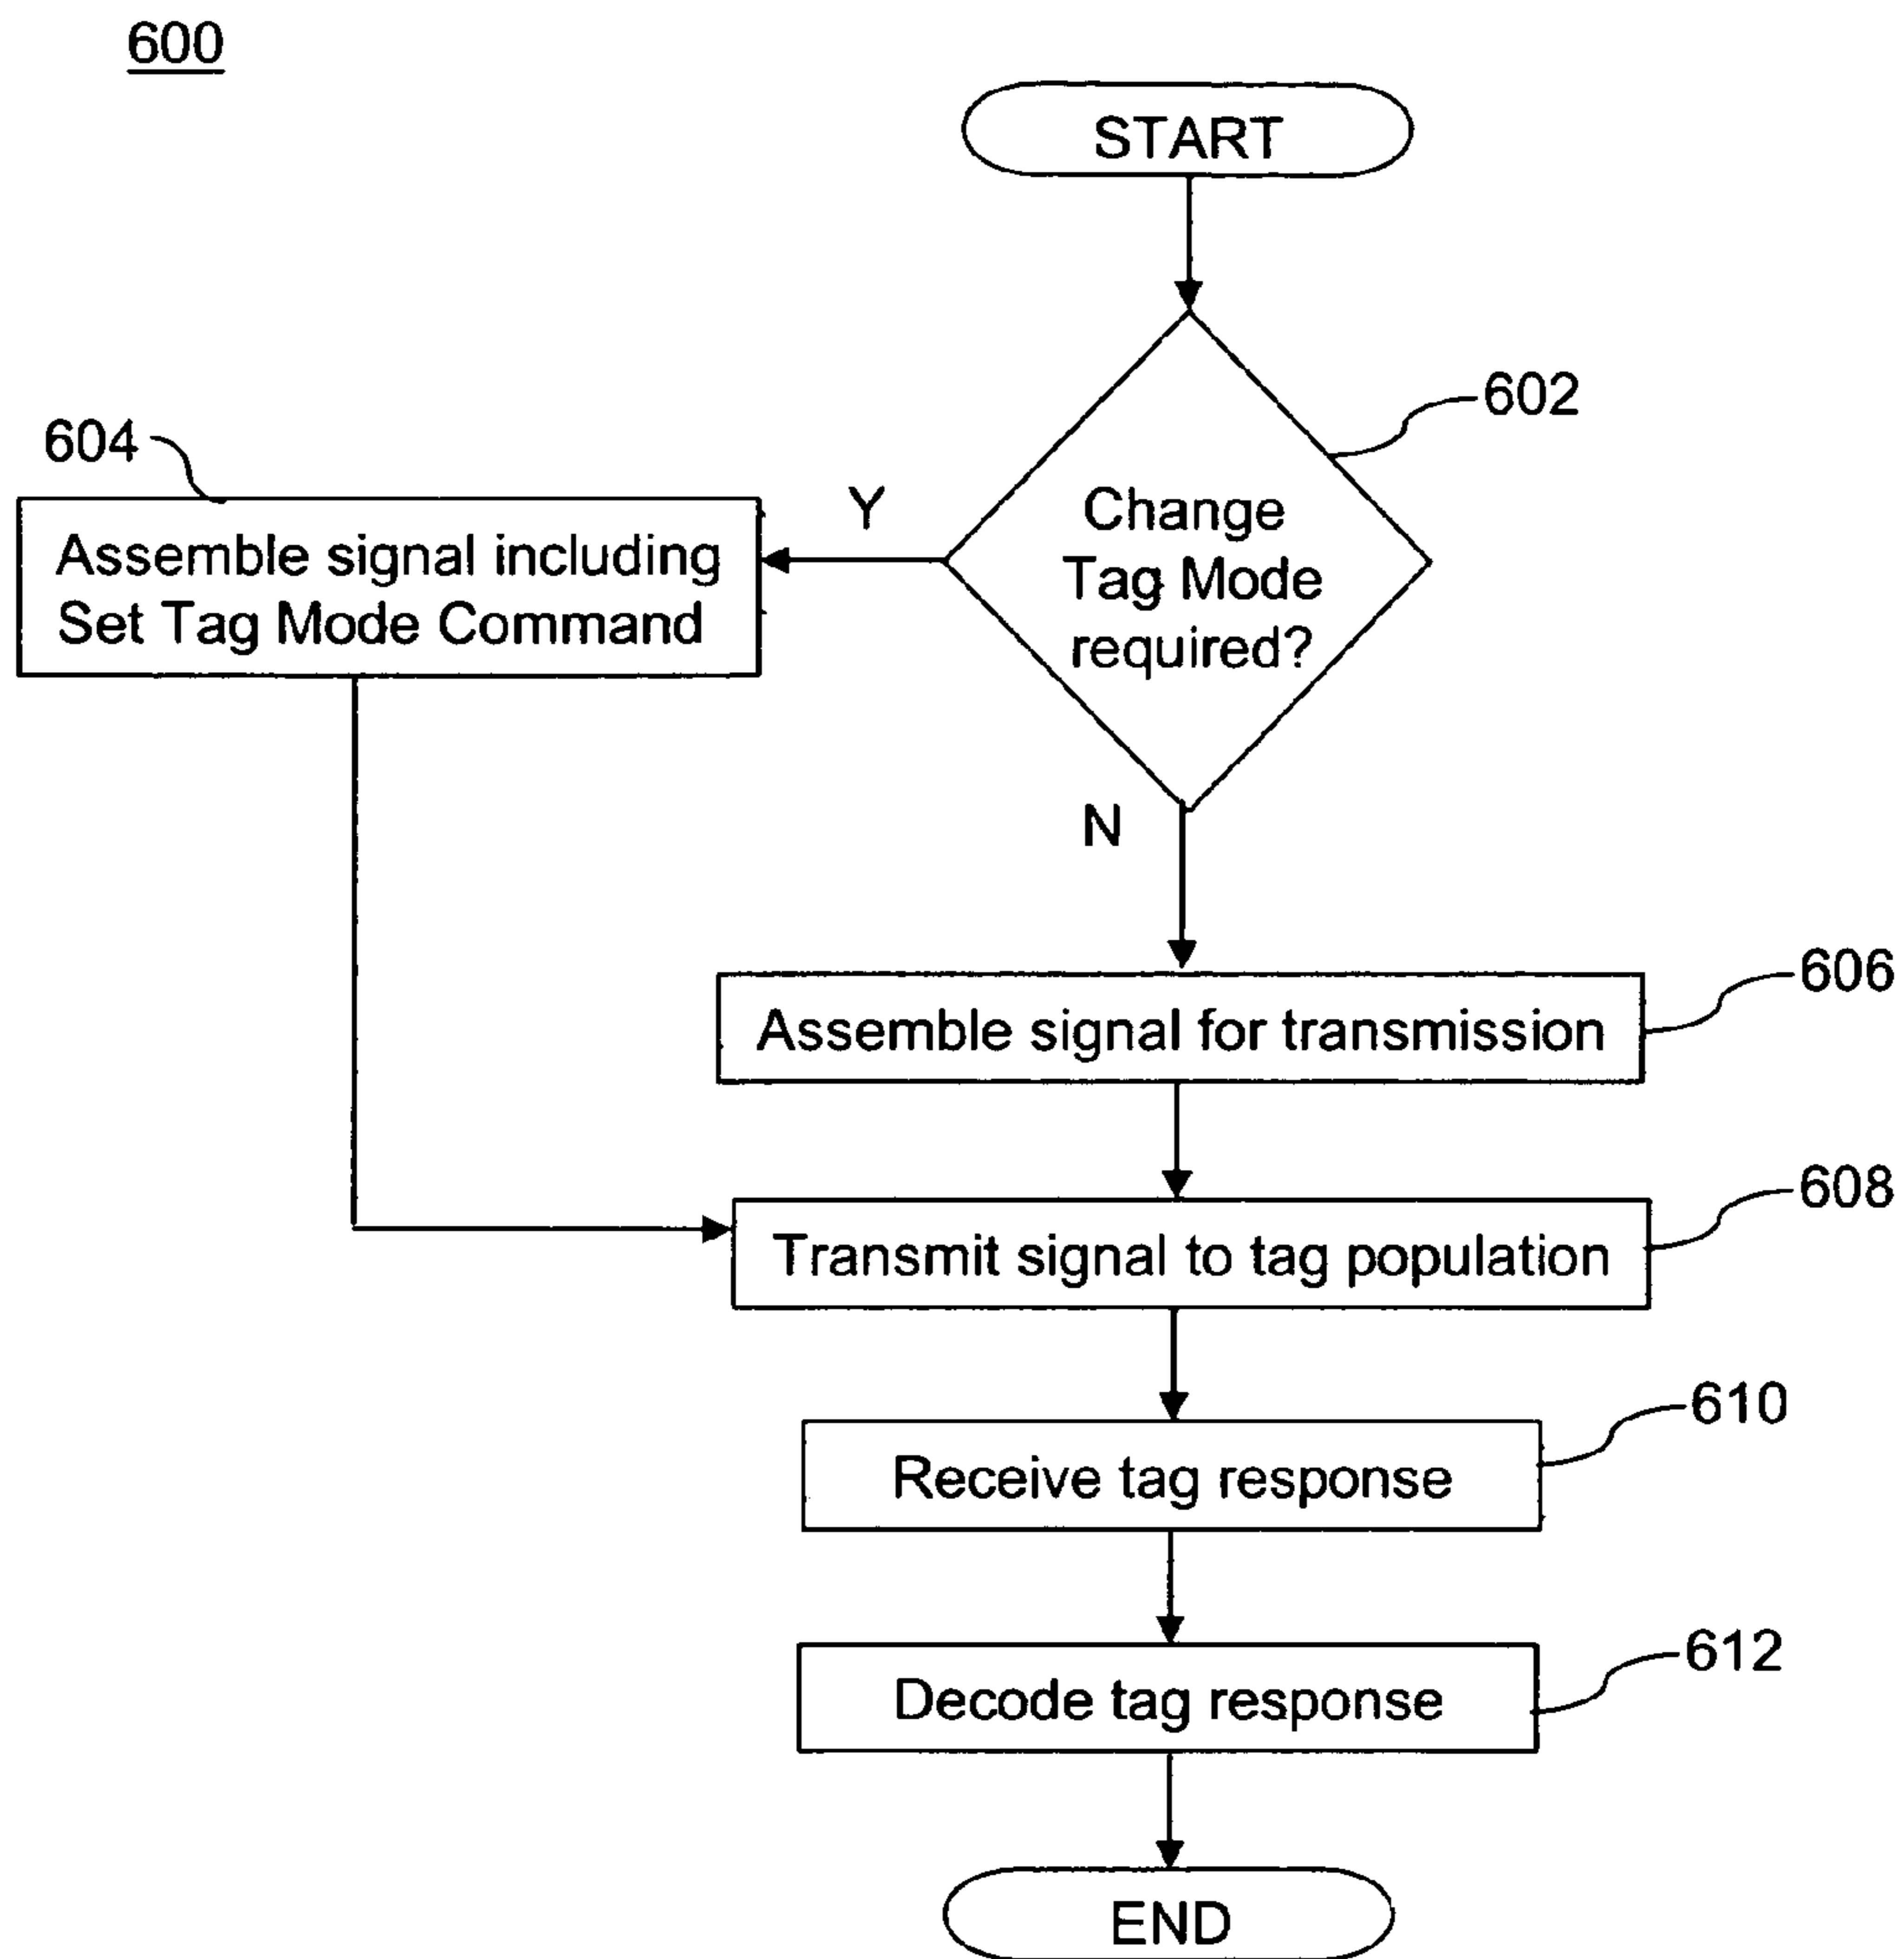 600
START
602
Change
Tag Mode
required?
Y
N
604
Assemble signal including
Set Tag Mode Command
606
Assemble signal for transmission
608
Transmit signal to tag population
610
Receive tag response
612
Decode tag response
END